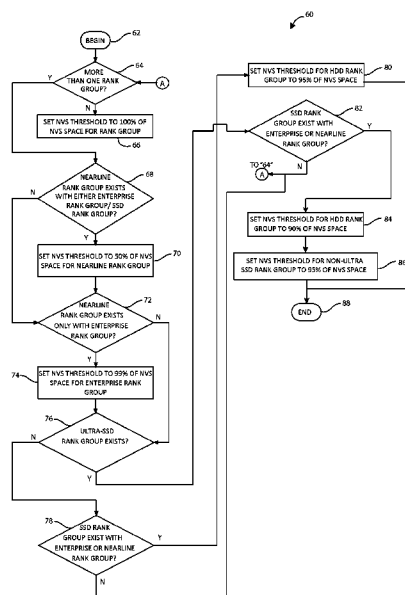 60
BEGIN
62
64
MORE
THAN ONE RANK
GROUP?
A
Y
N
SET NVS THRESHOLD TO 100% OF
NVS SPACE FOR RANK GROUP
66
68
NEARLINE
RANK GROUP EXISTS
WITH EITHER ENTERPRISE
RANK GROUP/ SSD
RANK GROUP?
N
Y
70
SET NVS THRESHOLD TO 50% OF NVS
SPACE FOR NEARLINE RANK GROUP
72
NEARLINE
RANK GROUP EXISTS
ONLY WITH ENTERPRISE
RANK GROUP?
N
Y
74
SET NVS THRESHOLD TO 99% OF NVS
SPACE FOR ENTERPRISE RANK
GROUP
76
ULTRA-SSD
RANK GROUP EXISTS?
N
Y
78
SSD RANK
GROUP EXIST WITH
ENTERPRISE OR NEARLINE
RANK GROUP?
Y
N
80
SET NVS THRESHOLD FOR HDD RANK
GROUP TO 95% OF NVS SPACE
82
SSD RANK
GROUP EXIST WITH
ENTERPRISE OR NEARLINE
RANK GROUP?
Y
N
TO "64"
A
SET NVS THRESHOLD FOR HDD RANK
GROUP TO 90% OF NVS SPACE
84
SET NVS THRESHOLD FOR NON-ULTRA
SSD RANK GROUP TO 95% OF NVS SPACE
86
END
88